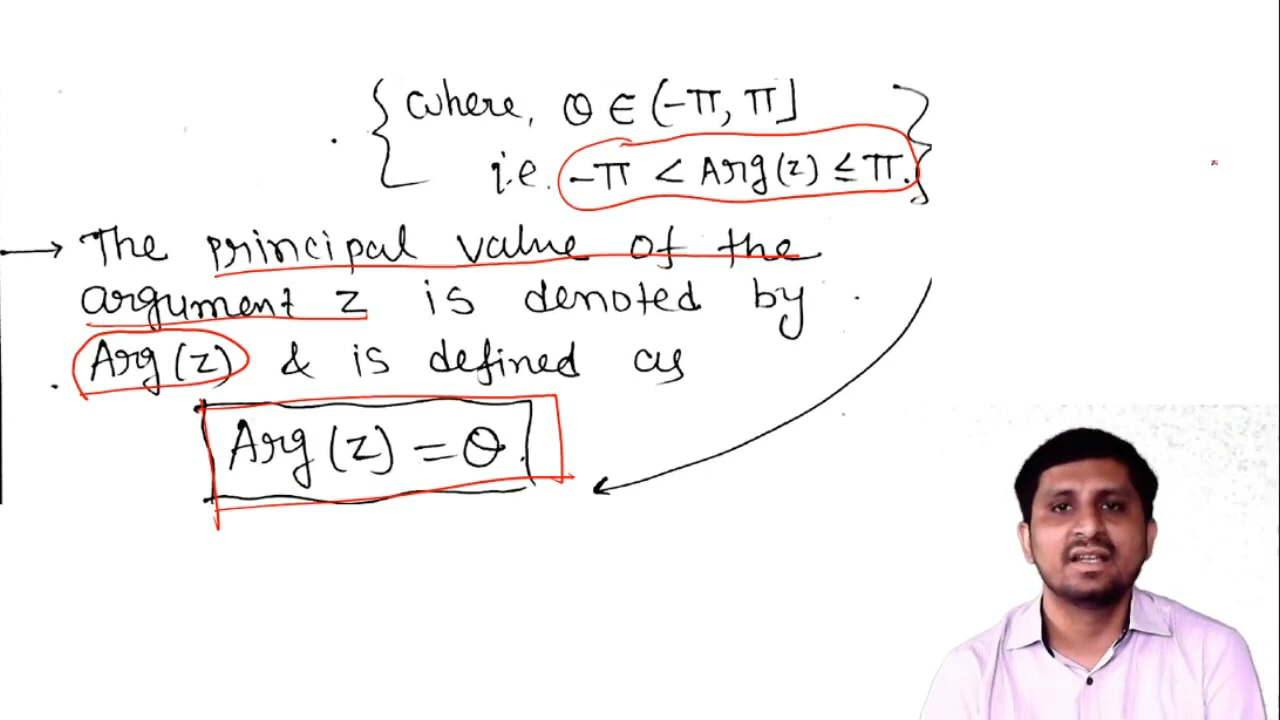 { where, θ ∈ (-π, π] }
i.e. -π < Arg(z) ≤ π.
→ The principal value of the
argument z is denoted by
Arg(z) & is defined as
Arg(z) = θ.